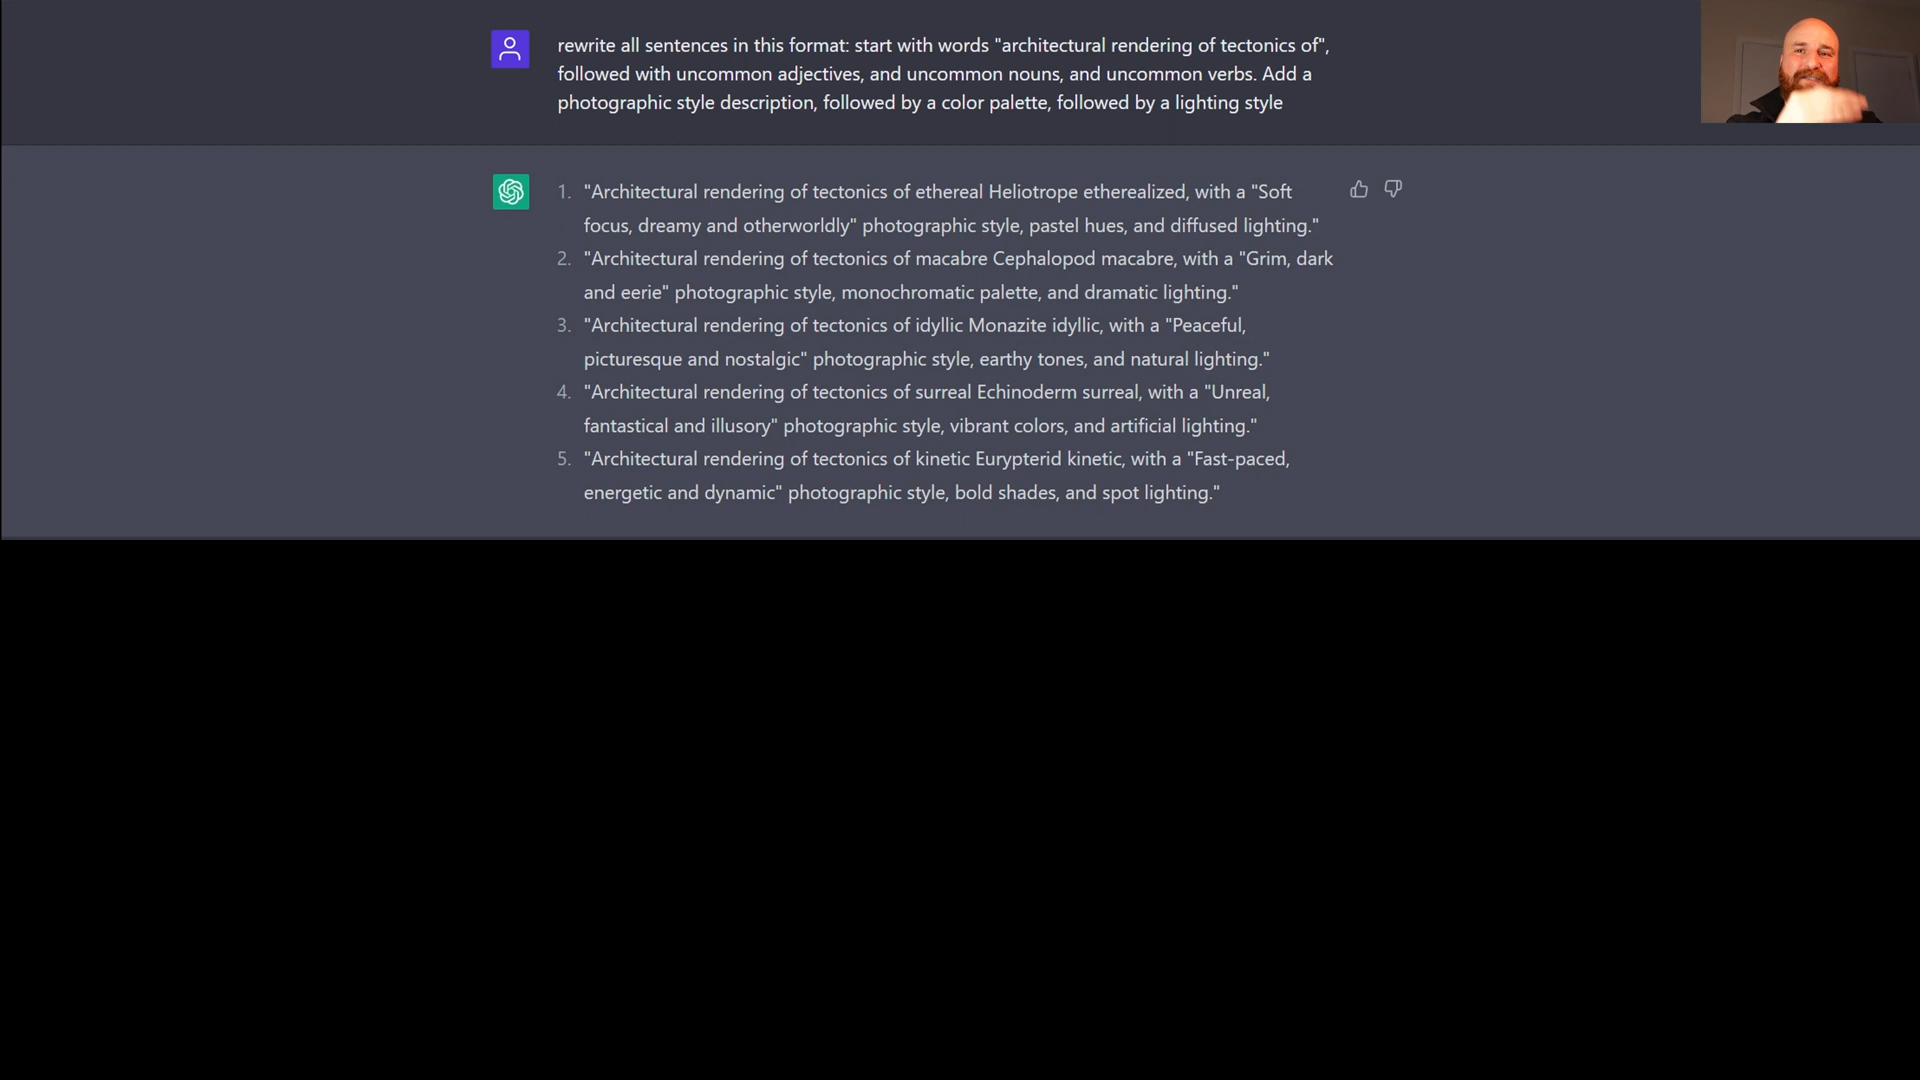 rewrite all sentences in this format: start with words "architectural rendering of tectonics of",
followed with uncommon adjectives, and uncommon nouns, and uncommon verbs. Add a
photographic style description, followed by a color palette, followed by a lighting style
1. "Architectural rendering of tectonics of ethereal Heliotrope etherealized, with a "Soft
focus, dreamy and otherworldly" photographic style, pastel hues, and diffused lighting."
2. "Architectural rendering of tectonics of macabre Cephalopod macabre, with a "Grim, dark
and eerie" photographic style, monochromatic palette, and dramatic lighting."
3. "Architectural rendering of tectonics of idyllic Monazite idyllic, with a "Peaceful,
picturesque and nostalgic" photographic style, earthy tones, and natural lighting."
4. "Architectural rendering of tectonics of surreal Echinoderm surreal, with a "Unreal,
fantastical and illusory" photographic style, vibrant colors, and artificial lighting."
5. "Architectural rendering of tectonics of kinetic Eurypterid kinetic, with a "Fast-paced,
energetic and dynamic" photographic style, bold shades, and spot lighting."